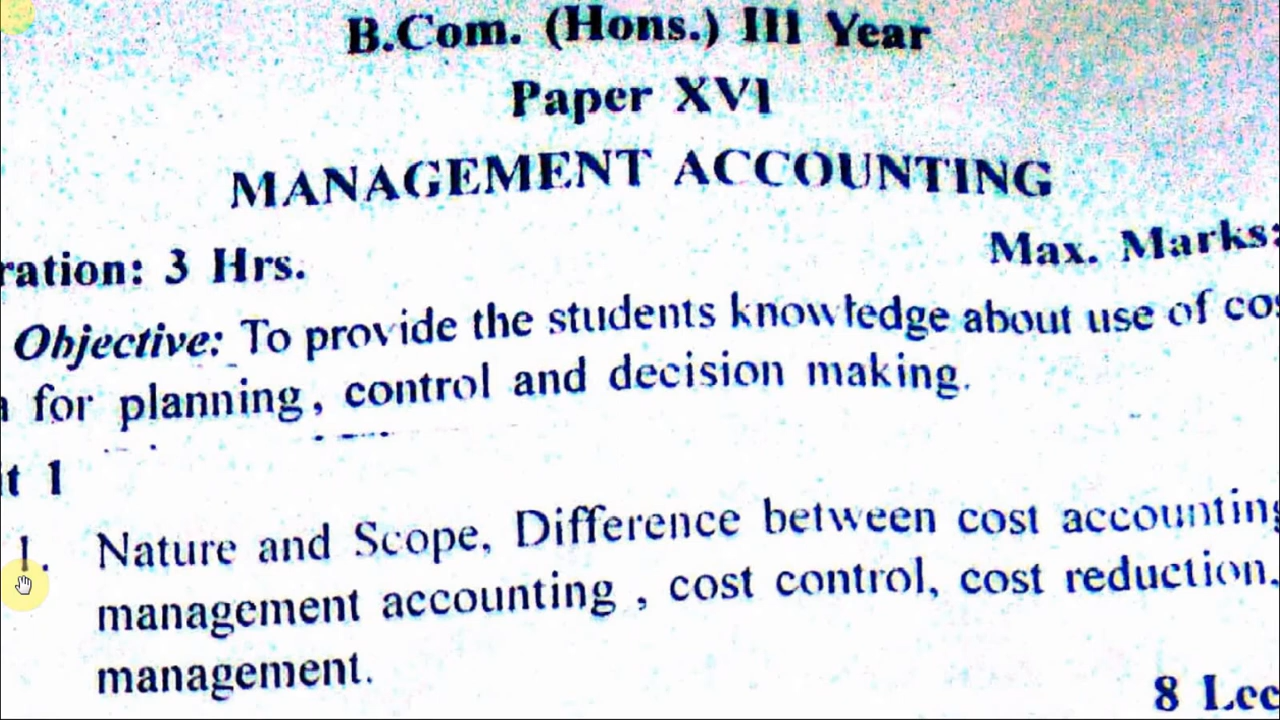 B.Com. (Hons.) III Year
Paper XVI
MANAGEMENT ACCOUNTING
ration: 3 Hrs.
Max. Marks:
Objective: To provide the students knowledge about use of co
for planning, control and decision making.
t 1
1. Nature and Scope, Difference between cost accounting
management accounting , cost control, cost reduction,
management.
8 Lec